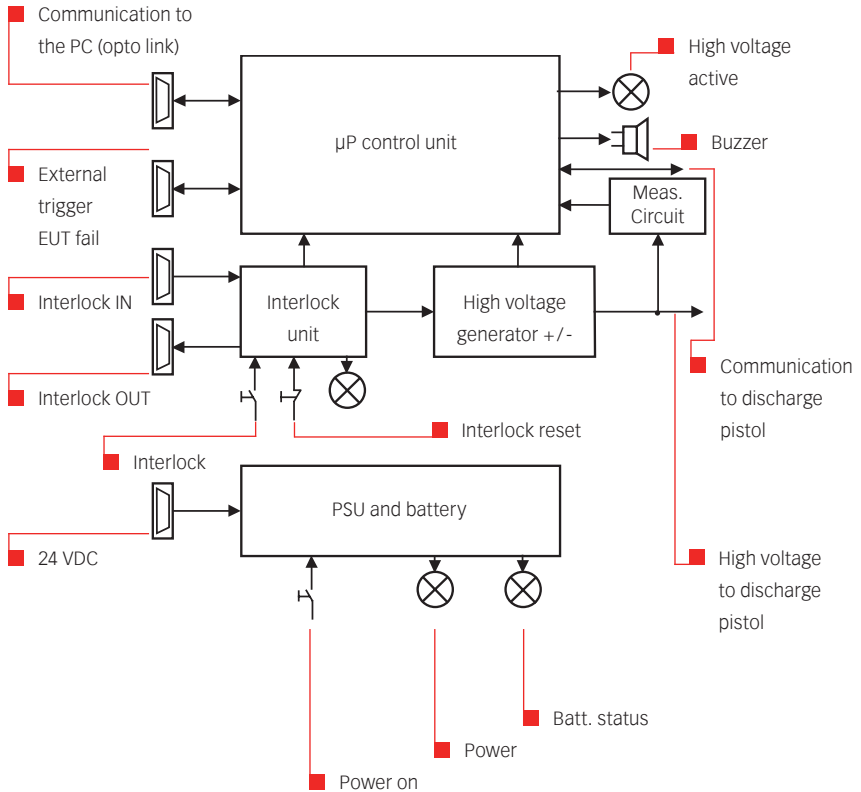 Communication to
the PC (opto link)
High voltage
active
µP control unit
Buzzer
External
trigger
EUT fail
Meas.
Circuit
Interlock IN
Interlock
unit
High voltage
generator +/-
Interlock OUT
Communication
to discharge
pistol
Interlock reset
Interlock
PSU and battery
24 VDC
High voltage
to discharge
pistol
Batt. status
Power
Power on